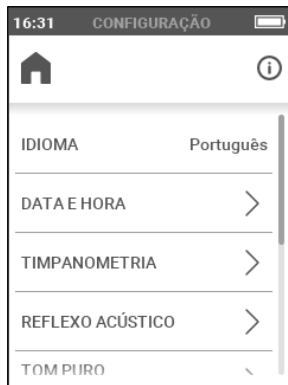 16:31 CONFIGURAÇÃO
IDIOMA Português
DATA E HORA
TIMPANOMETRIA
REFLEXO ACÚSTICO
TOM PURO